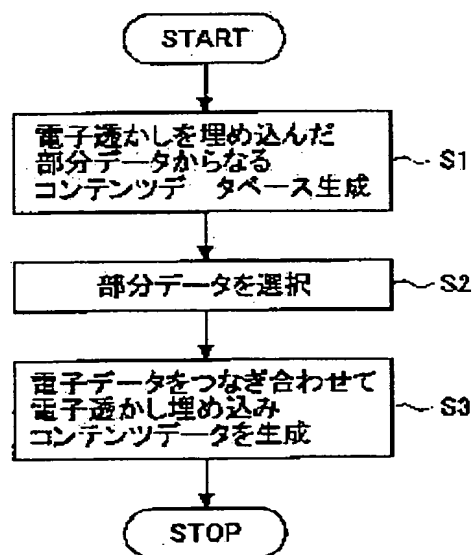 START
電子透かしを埋め込んだ
部分データからなる
コンテンツデ タベース生成
S1
部分データを選択
S2
電子データをつなぎ合わせて
電子透かし埋め込み
コンテンツデータを生成
S3
STOP